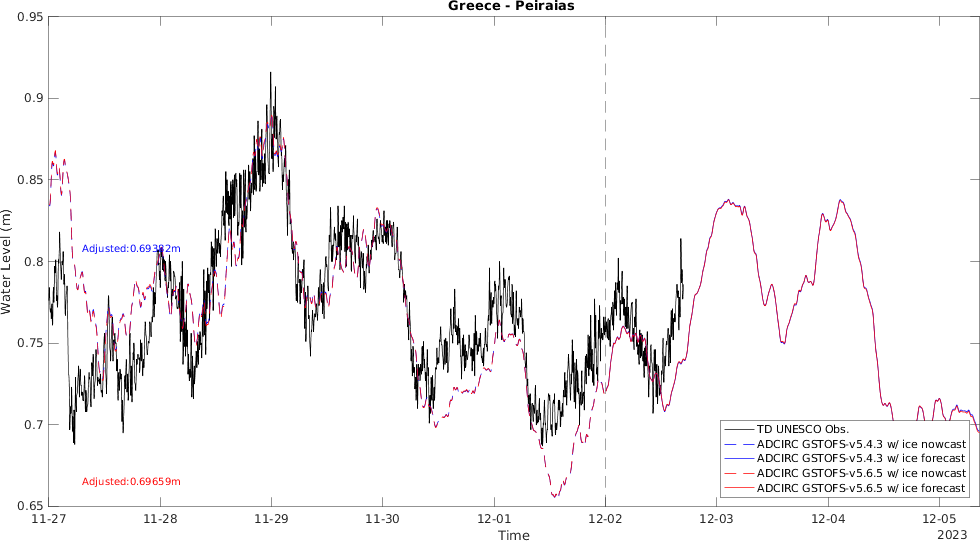 Greece - Peiraias
0.95
0.9
0.85
0.8
0.75
0.7
0.65
Water Level (m)
Adjusted:0.69382m
Adjusted:0.69659m
TD UNESCO Obs.
ADCIRC GSTOFS-v5.4.3 w/ ice nowcast
ADCIRC GSTOFS-v5.4.3 w/ ice forecast
ADCIRC GSTOFS-v5.6.5 w/ ice nowcast
ADCIRC GSTOFS-v5.6.5 w/ ice forecast
11-27 11-28 11-29 11-30 12-01 12-02 12-03 12-04 12-05
Time
2023